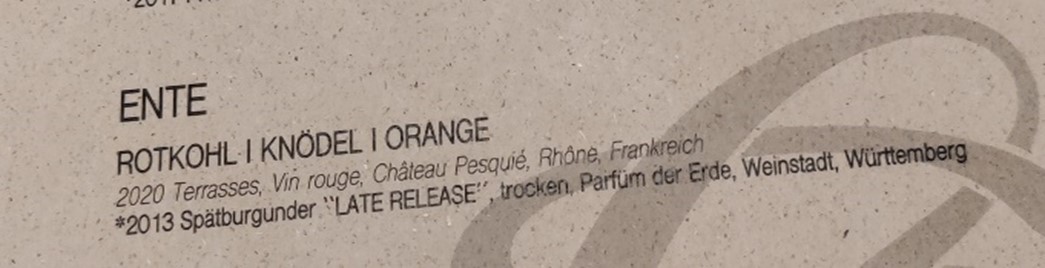 ENTE
ROTKOHL I KNÖDEL I ORANGE
2020 Terrasses, Vin rouge, Château Pesquié, Rhône, Frankreich
*2013 Spätburgunder "LATE RELEASE", trocken, Parfüm der Erde, Weinstadt, Württemberg